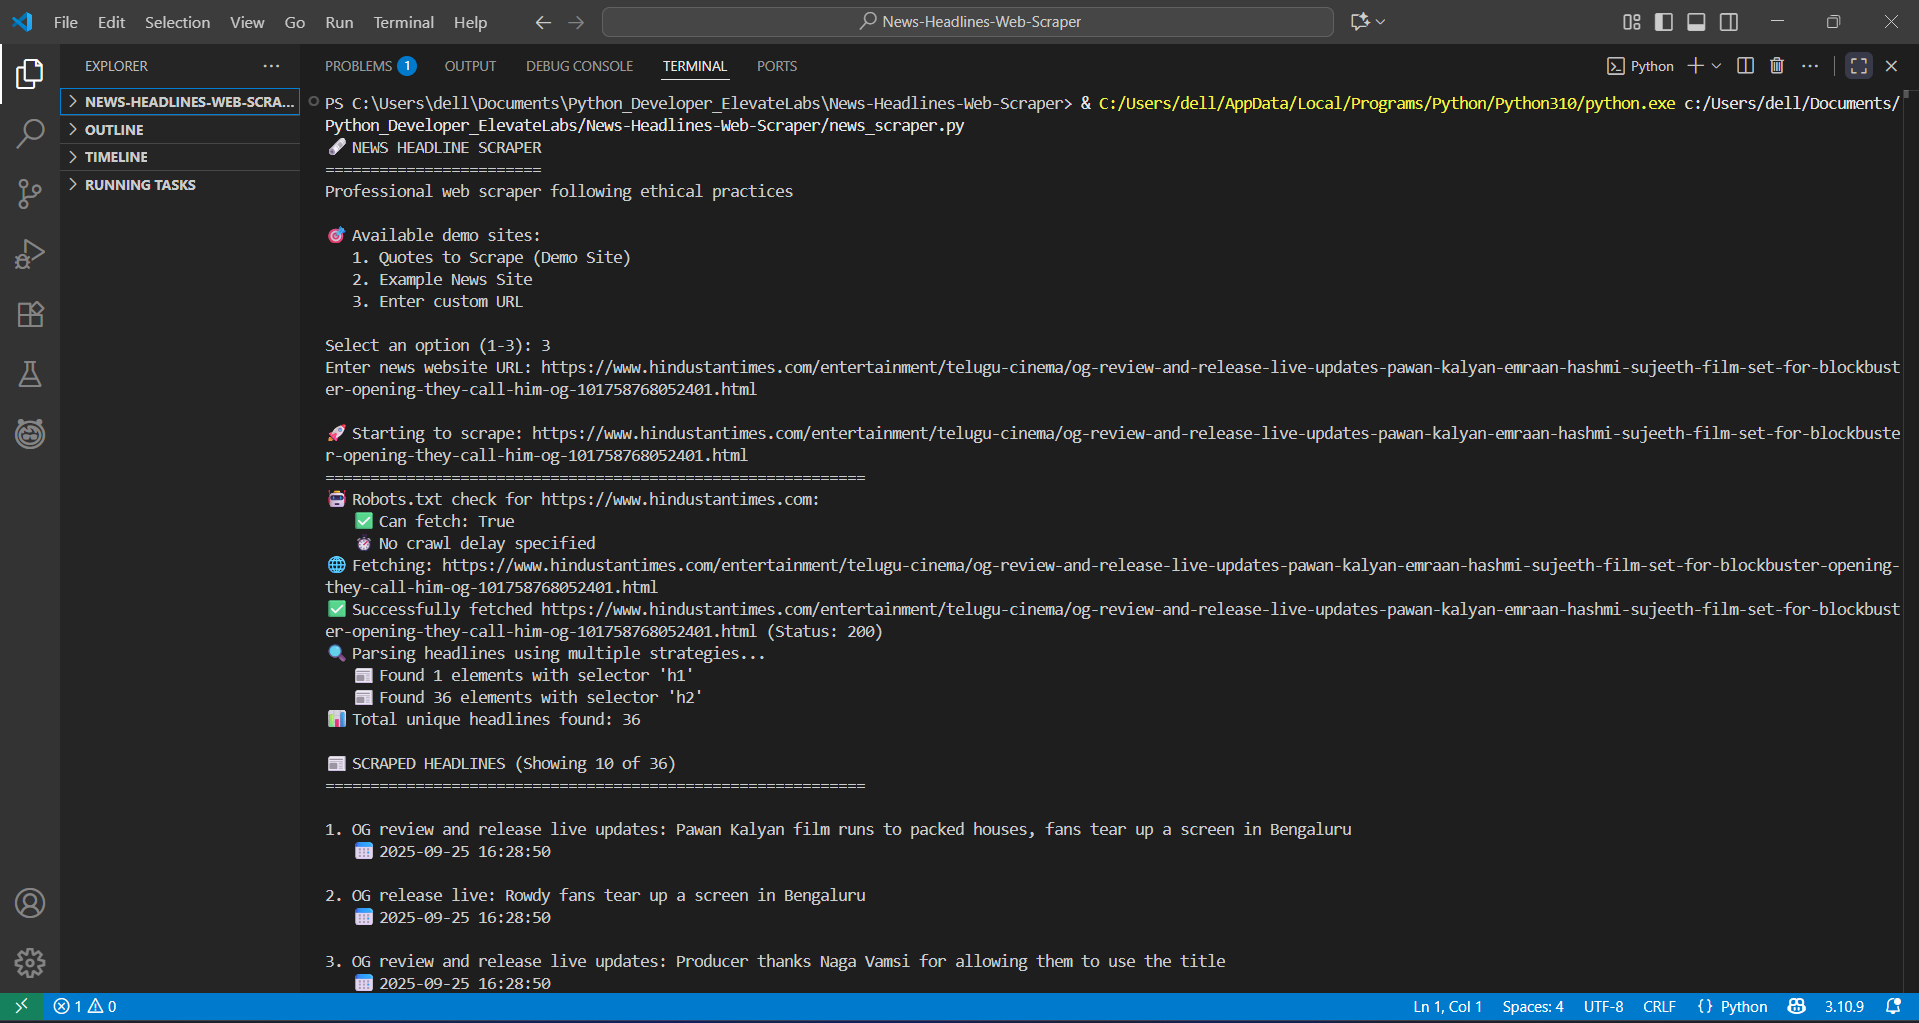 File Edit Selection View Go Run Terminal Help
News-Headlines-Web-Scraper
EXPLORER
NEWS-HEADLINES-WEB-SCRA...
OUTLINE
TIMELINE
RUNNING TASKS
PROBLEMS 1 OUTPUT DEBUG CONSOLE TERMINAL PORTS
Python
PS C:\Users\dell\Documents\Python_Developer_ElevateLabs\News-Headlines-Web-Scraper> & C:/Users/dell/AppData/Local/Programs/Python/Python310/python.exe c:/Users/dell/Documents/
Python_Developer_ElevateLabs/News-Headlines-Web-Scraper/news_scraper.py
NEWS HEADLINE SCRAPER
========================
Professional web scraper following ethical practices
Available demo sites:
1. Quotes to Scrape (Demo Site)
2. Example News Site
3. Enter custom URL
Select an option (1-3): 3
Enter news website URL: https://www.hindustantimes.com/entertainment/telugu-cinema/og-review-and-release-live-updates-pawan-kalyan-emraan-hashmi-sujeeth-film-set-for-blockbust
er-opening-they-call-him-og-101758768052401.html
Starting to scrape: https://www.hindustantimes.com/entertainment/telugu-cinema/og-review-and-release-live-updates-pawan-kalyan-emraan-hashmi-sujeeth-film-set-for-blockbuste
r-opening-they-call-him-og-101758768052401.html
============================================================
Robots.txt check for https://www.hindustantimes.com:
Can fetch: True
No crawl delay specified
Fetching: https://www.hindustantimes.com/entertainment/telugu-cinema/og-review-and-release-live-updates-pawan-kalyan-emraan-hashmi-sujeeth-film-set-for-blockbuster-opening-
they-call-him-og-101758768052401.html
Successfully fetched https://www.hindustantimes.com/entertainment/telugu-cinema/og-review-and-release-live-updates-pawan-kalyan-emraan-hashmi-sujeeth-film-set-for-blockbust
er-opening-they-call-him-og-101758768052401.html (Status: 200)
Parsing headlines using multiple strategies...
Found 1 elements with selector 'h1'
Found 36 elements with selector 'h2'
Total unique headlines found: 36
SCRAPED HEADLINES (Showing 10 of 36)
============================================================
1. OG review and release live updates: Pawan Kalyan film runs to packed houses, fans tear up a screen in Bengaluru
2025-09-25 16:28:50
2. OG release live: Rowdy fans tear up a screen in Bengaluru
2025-09-25 16:28:50
3. OG review and release live updates: Producer thanks Naga Vamsi for allowing them to use the title
2025-09-25 16:28:50
1 0 Ln 1, Col 1 Spaces: 4 UTF-8 CRLF {} Python 3.10.9